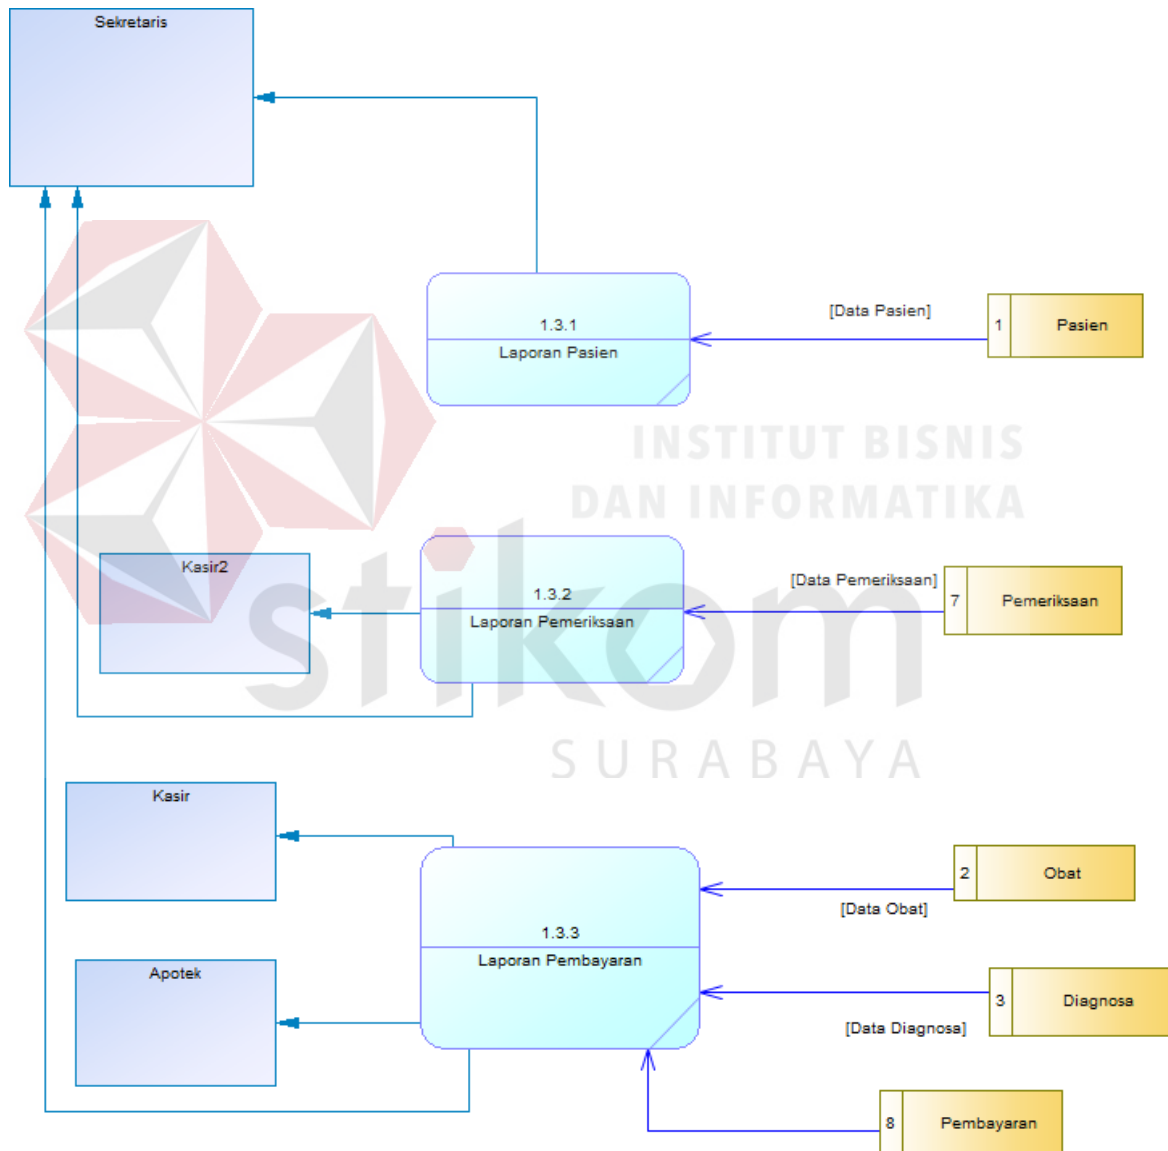 Sekretaris
1.3.1
Laporan Pasien
[Data Pasien]
1
Pasien
INSTITUT BISNIS
DAN INFORMATIKA
Kasir2
1.3.2
Laporan Pemeriksaan
[Data Pemeriksaan]
7
Pemeriksaan
stikom
SURABAYA
Kasir
Apotek
1.3.3
Laporan Pembayaran
2
Obat
[Data Obat]
3
Diagnosa
[Data Diagnosa]
8
Pembayaran